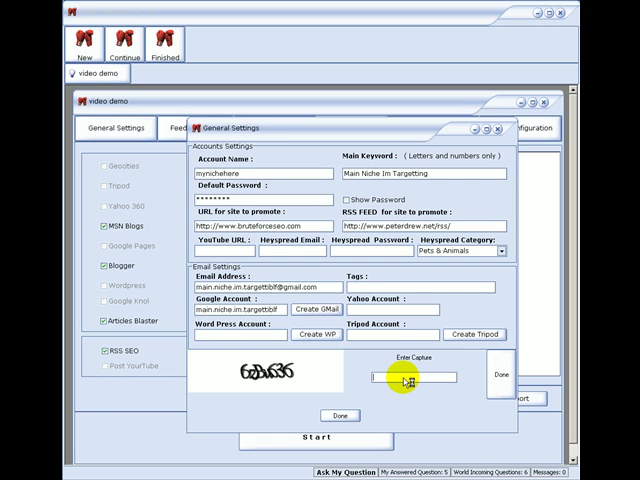 New Continue Finished
video demo
video demo
General Settings Feed
General Settings
Accounts Settings
Account Name : Main Keyword : ( Letters and numbers only )
mynichehere Main Niche Im Targetting
Default Password :
******** Show Password
URL for site to promote : RSS FEED for site to promote :
http://www.bruteforceseo.com http://www.peterdrew.net/rss/
YouTube URL : Heyspread Email : Heyspread Password : Heyspread Category:
Pets & Animals
Email Settings
Email Address : Tags :
main.niche.im.targettiblf@gmail.com
Google Account : Yahoo Account :
main.niche.im.targettiblf Create GMail
Word Press Account : Tripod Account :
Create WP Create Tripod
Enter Capture
Done
Done
Geooties
Tripod
Yahoo 360
MSN Blogs
Google Pages
Blogger
Wordpress
Google Knol
Articles Blaster
RSS SEO
Post YourTube
Start
Ask My Question My Answered Question: 5 World Incoming Questions: 6 Messages: 0